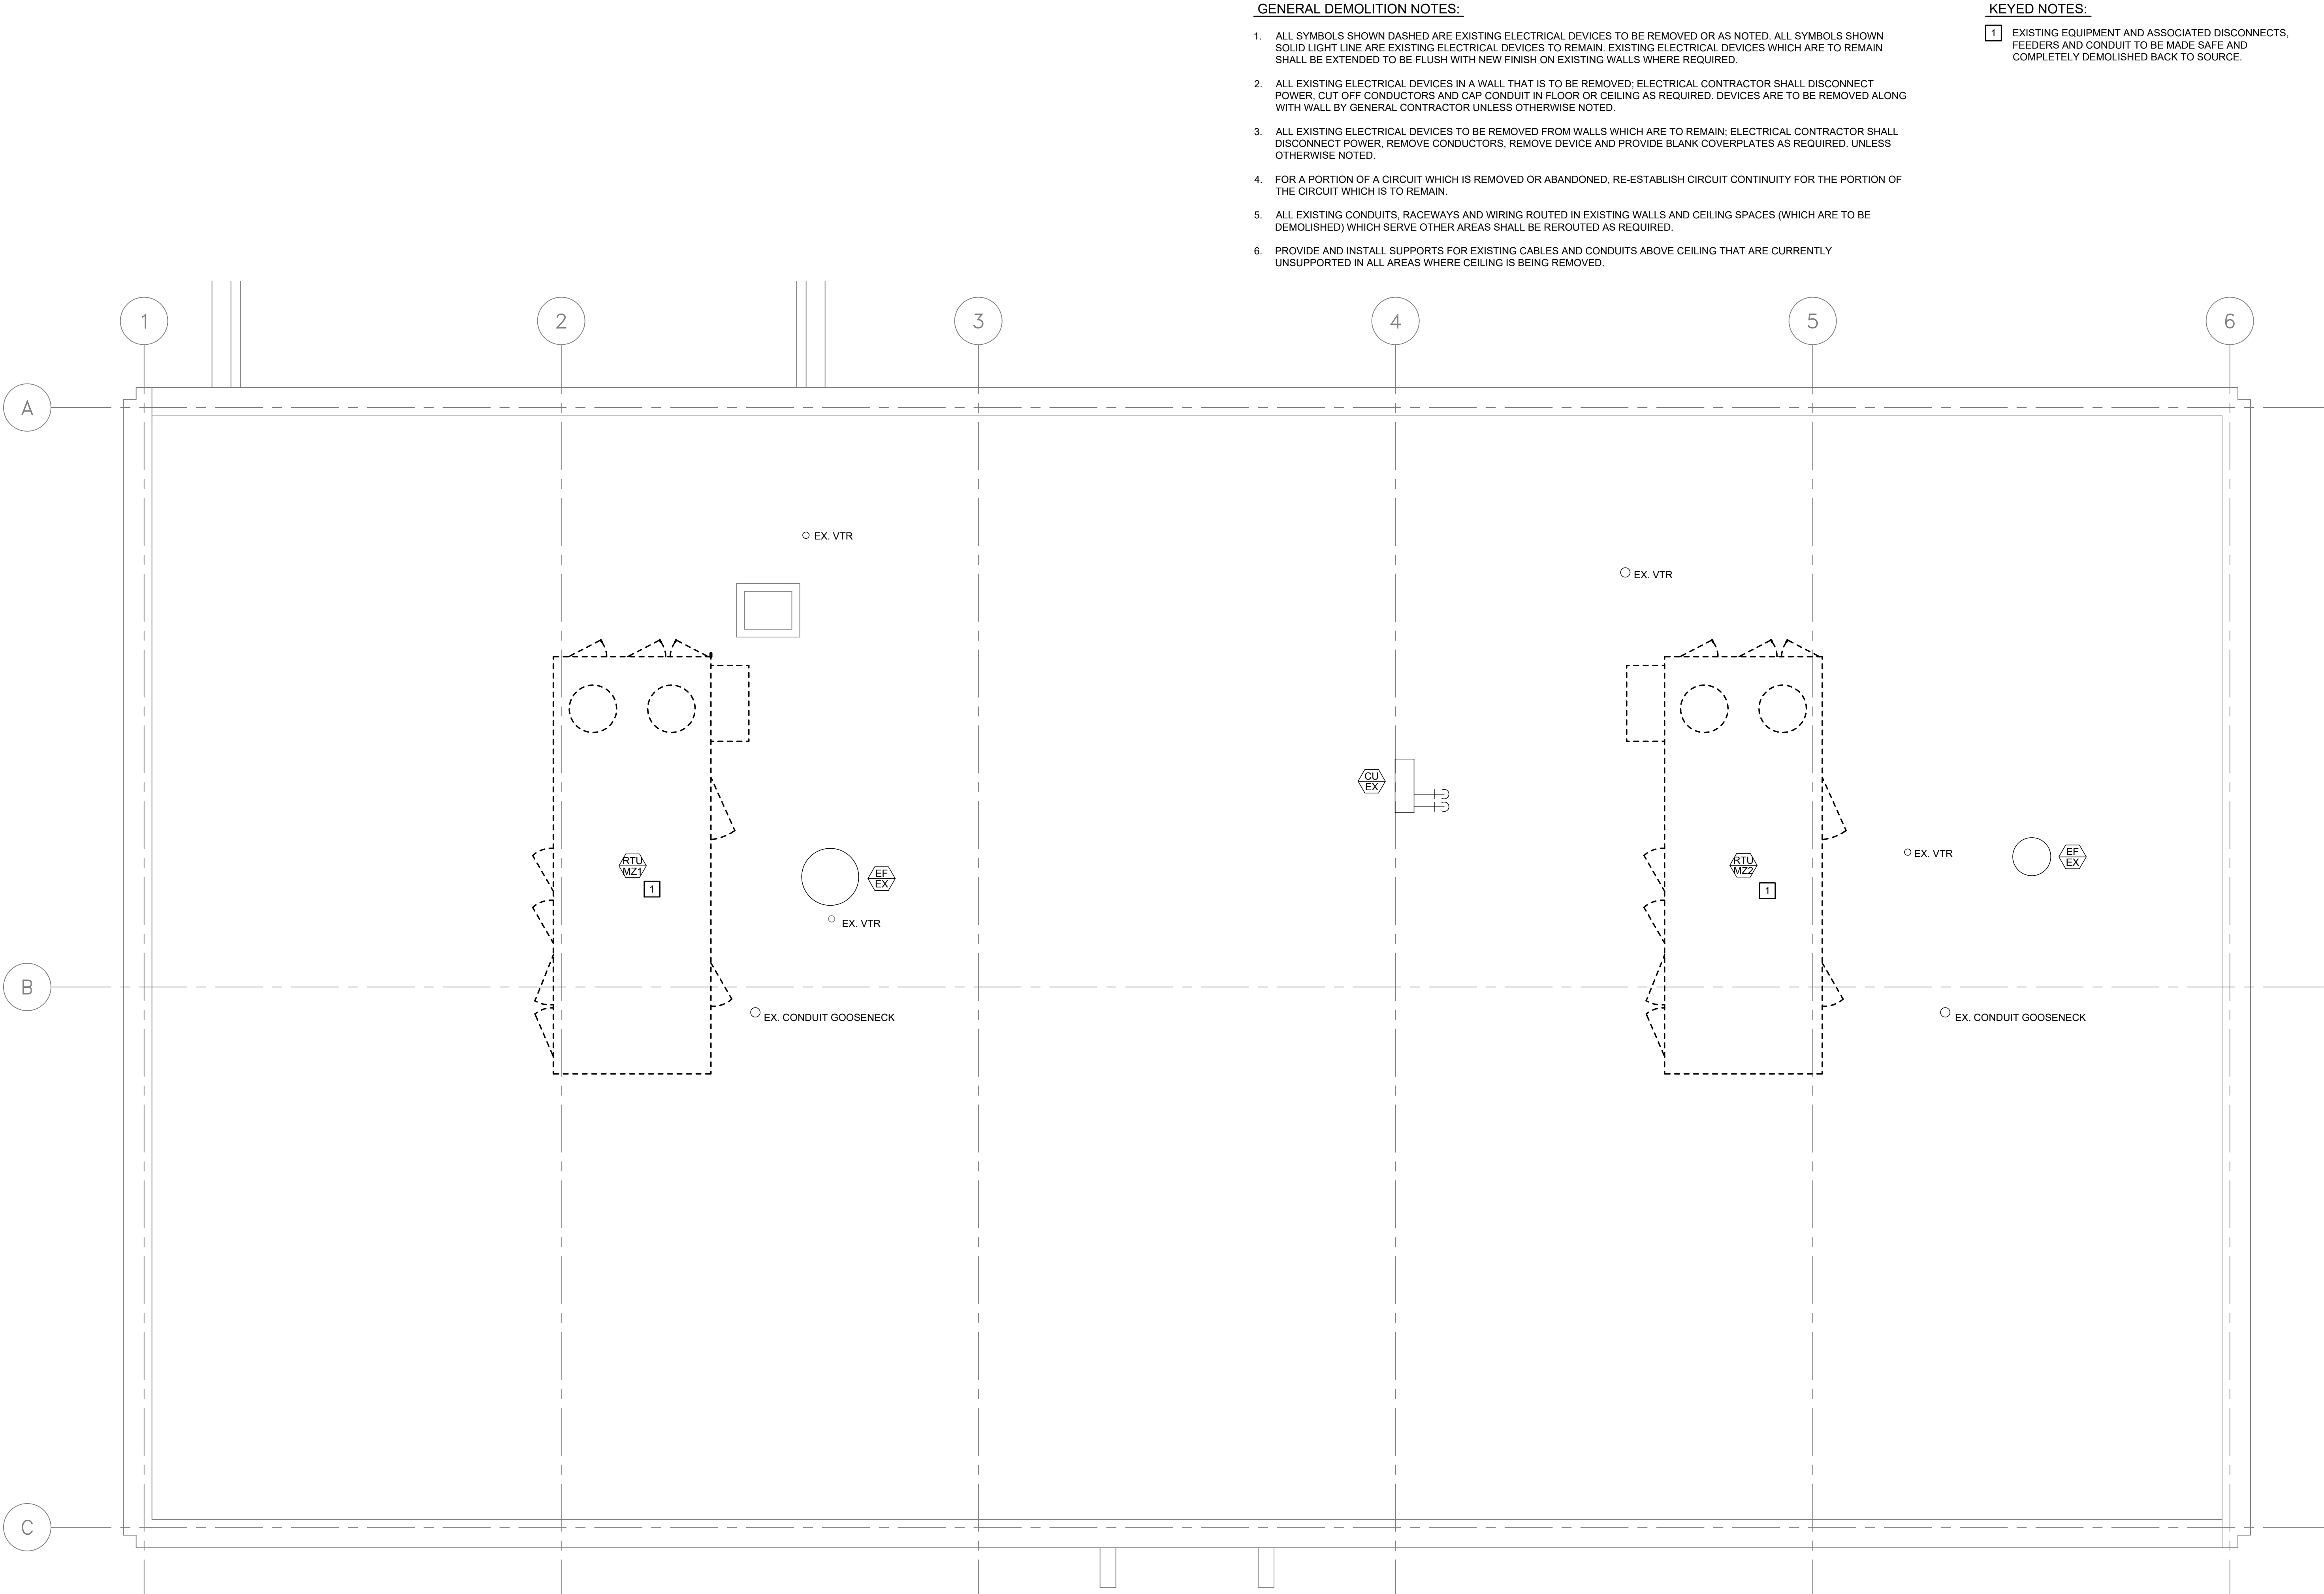 GENERAL DEMOLITION NOTES:
1. ALL SYMBOLS SHOWN DASHED ARE EXISTING ELECTRICAL DEVICES TO BE REMOVED OR AS NOTED. ALL SYMBOLS SHOWN
SOLID LIGHT LINE ARE EXISTING ELECTRICAL DEVICES TO REMAIN. EXISTING ELECTRICAL DEVICES WHICH ARE TO REMAIN
SHALL BE EXTENDED TO BE FLUSH WITH NEW FINISH ON EXISTING WALLS WHERE REQUIRED.
2. ALL EXISTING ELECTRICAL DEVICES IN A WALL THAT IS TO BE REMOVED; ELECTRICAL CONTRACTOR SHALL DISCONNECT
POWER, CUT OFF CONDUCTORS AND CAP CONDUIT IN FLOOR OR CEILING AS REQUIRED. DEVICES ARE TO BE REMOVED ALONG
WITH WALL BY GENERAL CONTRACTOR UNLESS OTHERWISE NOTED.
3. ALL EXISTING ELECTRICAL DEVICES TO BE REMOVED FROM WALLS WHICH ARE TO REMAIN; ELECTRICAL CONTRACTOR SHALL
DISCONNECT POWER, REMOVE CONDUCTORS, REMOVE DEVICE AND PROVIDE BLANK COVERPLATES AS REQUIRED. UNLESS
OTHERWISE NOTED.
4. FOR A PORTION OF A CIRCUIT WHICH IS REMOVED OR ABANDONED, RE-ESTABLISH CIRCUIT CONTINUITY FOR THE PORTION OF
THE CIRCUIT WHICH IS TO REMAIN.
5. ALL EXISTING CONDUITS, RACEWAYS AND WIRING ROUTED IN EXISTING WALLS AND CEILING SPACES (WHICH ARE TO BE
DEMOLISHED) WHICH SERVE OTHER AREAS SHALL BE REROUTED AS REQUIRED.
6. PROVIDE AND INSTALL SUPPORTS FOR EXISTING CABLES AND CONDUITS ABOVE CEILING THAT ARE CURRENTLY
UNSUPPORTED IN ALL AREAS WHERE CEILING IS BEING REMOVED.
KEYED NOTES:
1 EXISTING EQUIPMENT AND ASSOCIATED DISCONNECTS,
FEEDERS AND CONDUIT TO BE MADE SAFE AND
COMPLETELY DEMOLISHED BACK TO SOURCE.
1 2 3 4 5 6
A
EX. VTR
EX. VTR
CU
EX
RTU
MZ1
1
EF
EX
EX. VTR
RTU
MZ2
1
EX. VTR
EF
EX
B
EX. CONDUIT GOOSENECK
EX. CONDUIT GOOSENECK
C